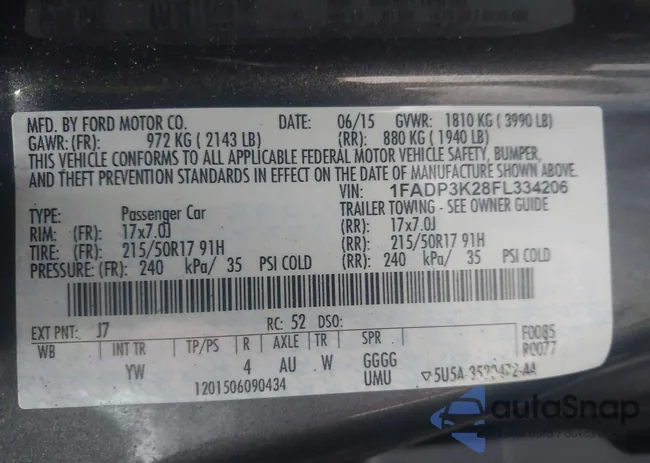 MFD. BY FORD MOTOR CO. DATE: 06/15 GVWR: 1810 KG ( 3990 LB)
GAWR: (FR): 972 KG ( 2143 LB) (RR): 880 KG ( 1940 LB)
THIS VEHICLE CONFORMS TO ALL APPLICABLE FEDERAL MOTOR VEHICLE SAFETY, BUMPER,
AND THEFT PREVENTION STANDARDS IN EFFECT ON THE DATE OF MANUFACTURE SHOWN ABOVE.
VIN: 1FADP3K28FL334206
TYPE: Passenger Car TRAILER TOWING - SEE OWNER GUIDE
RIM: (FR): 17x7.0J (RR): 17x7.0J
TIRE: (FR): 215/50R17 91H (RR): 215/50R17 91H
PRESSURE: (FR): 240 kPa/ 35 PSI COLD (RR): 240 kPa/ 35 PSI COLD
EXT PNT: J7 RC: 52 DSO: F0085
WB INT TR TP/PS R AXLE TR SPR R0077
YW 4 AU W GGGG
1201506090434 UMU
autoSnap